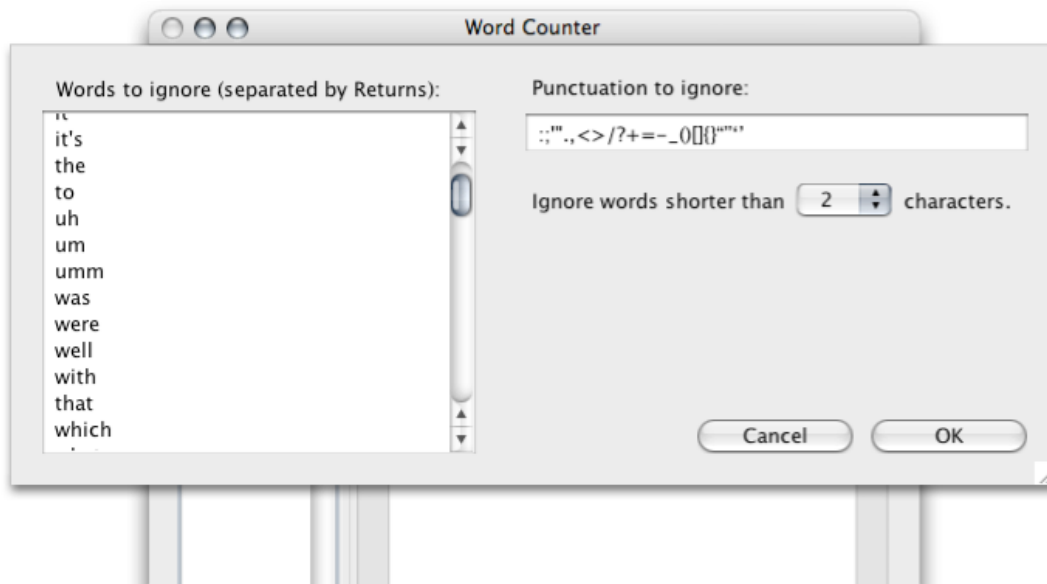 Word Counter
Words to ignore (separated by Returns):
it
it's
the
to
uh
um
umm
was
were
well
with
that
which
Punctuation to ignore:
:;'".,<>/?+=-_()[]{}“”‘’
Ignore words shorter than 2 characters.
Cancel
OK